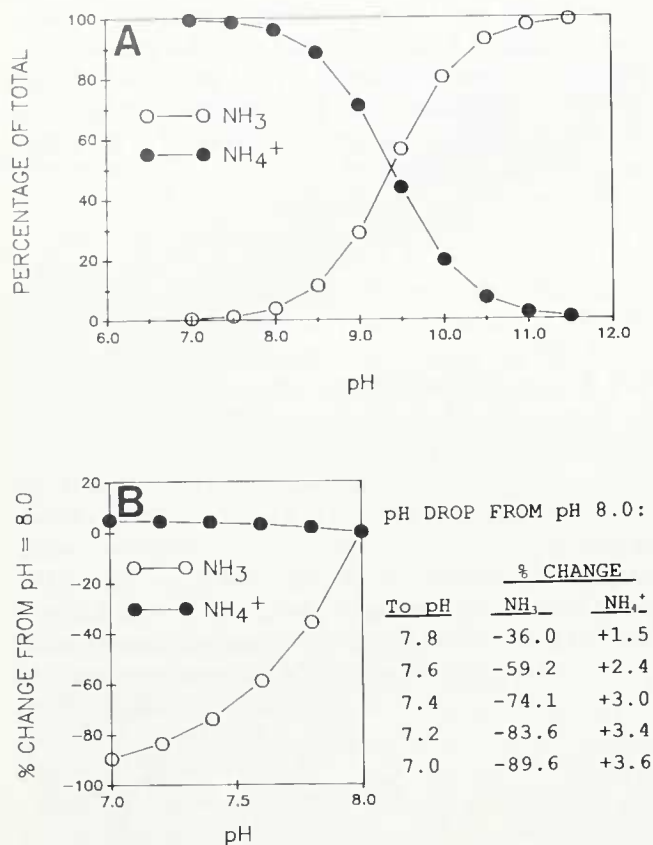 A
PERCENTAGE OF TOTAL
100
80
60
40
20
0
NH3
NH4+
6.0 7.0 8.0 9.0 10.0 11.0 12.0
pH
B
% CHANGE FROM pH = 8.0
20
0
-20
-40
-60
-80
-100
NH3
NH4+
7.0 7.5 8.0
pH
pH DROP FROM pH 8.0:
% CHANGE
To pH NH3 NH4+
7.8 -36.0 +1.5
7.6 -59.2 +2.4
7.4 -74.1 +3.0
7.2 -83.6 +3.4
7.0 -89.6 +3.6